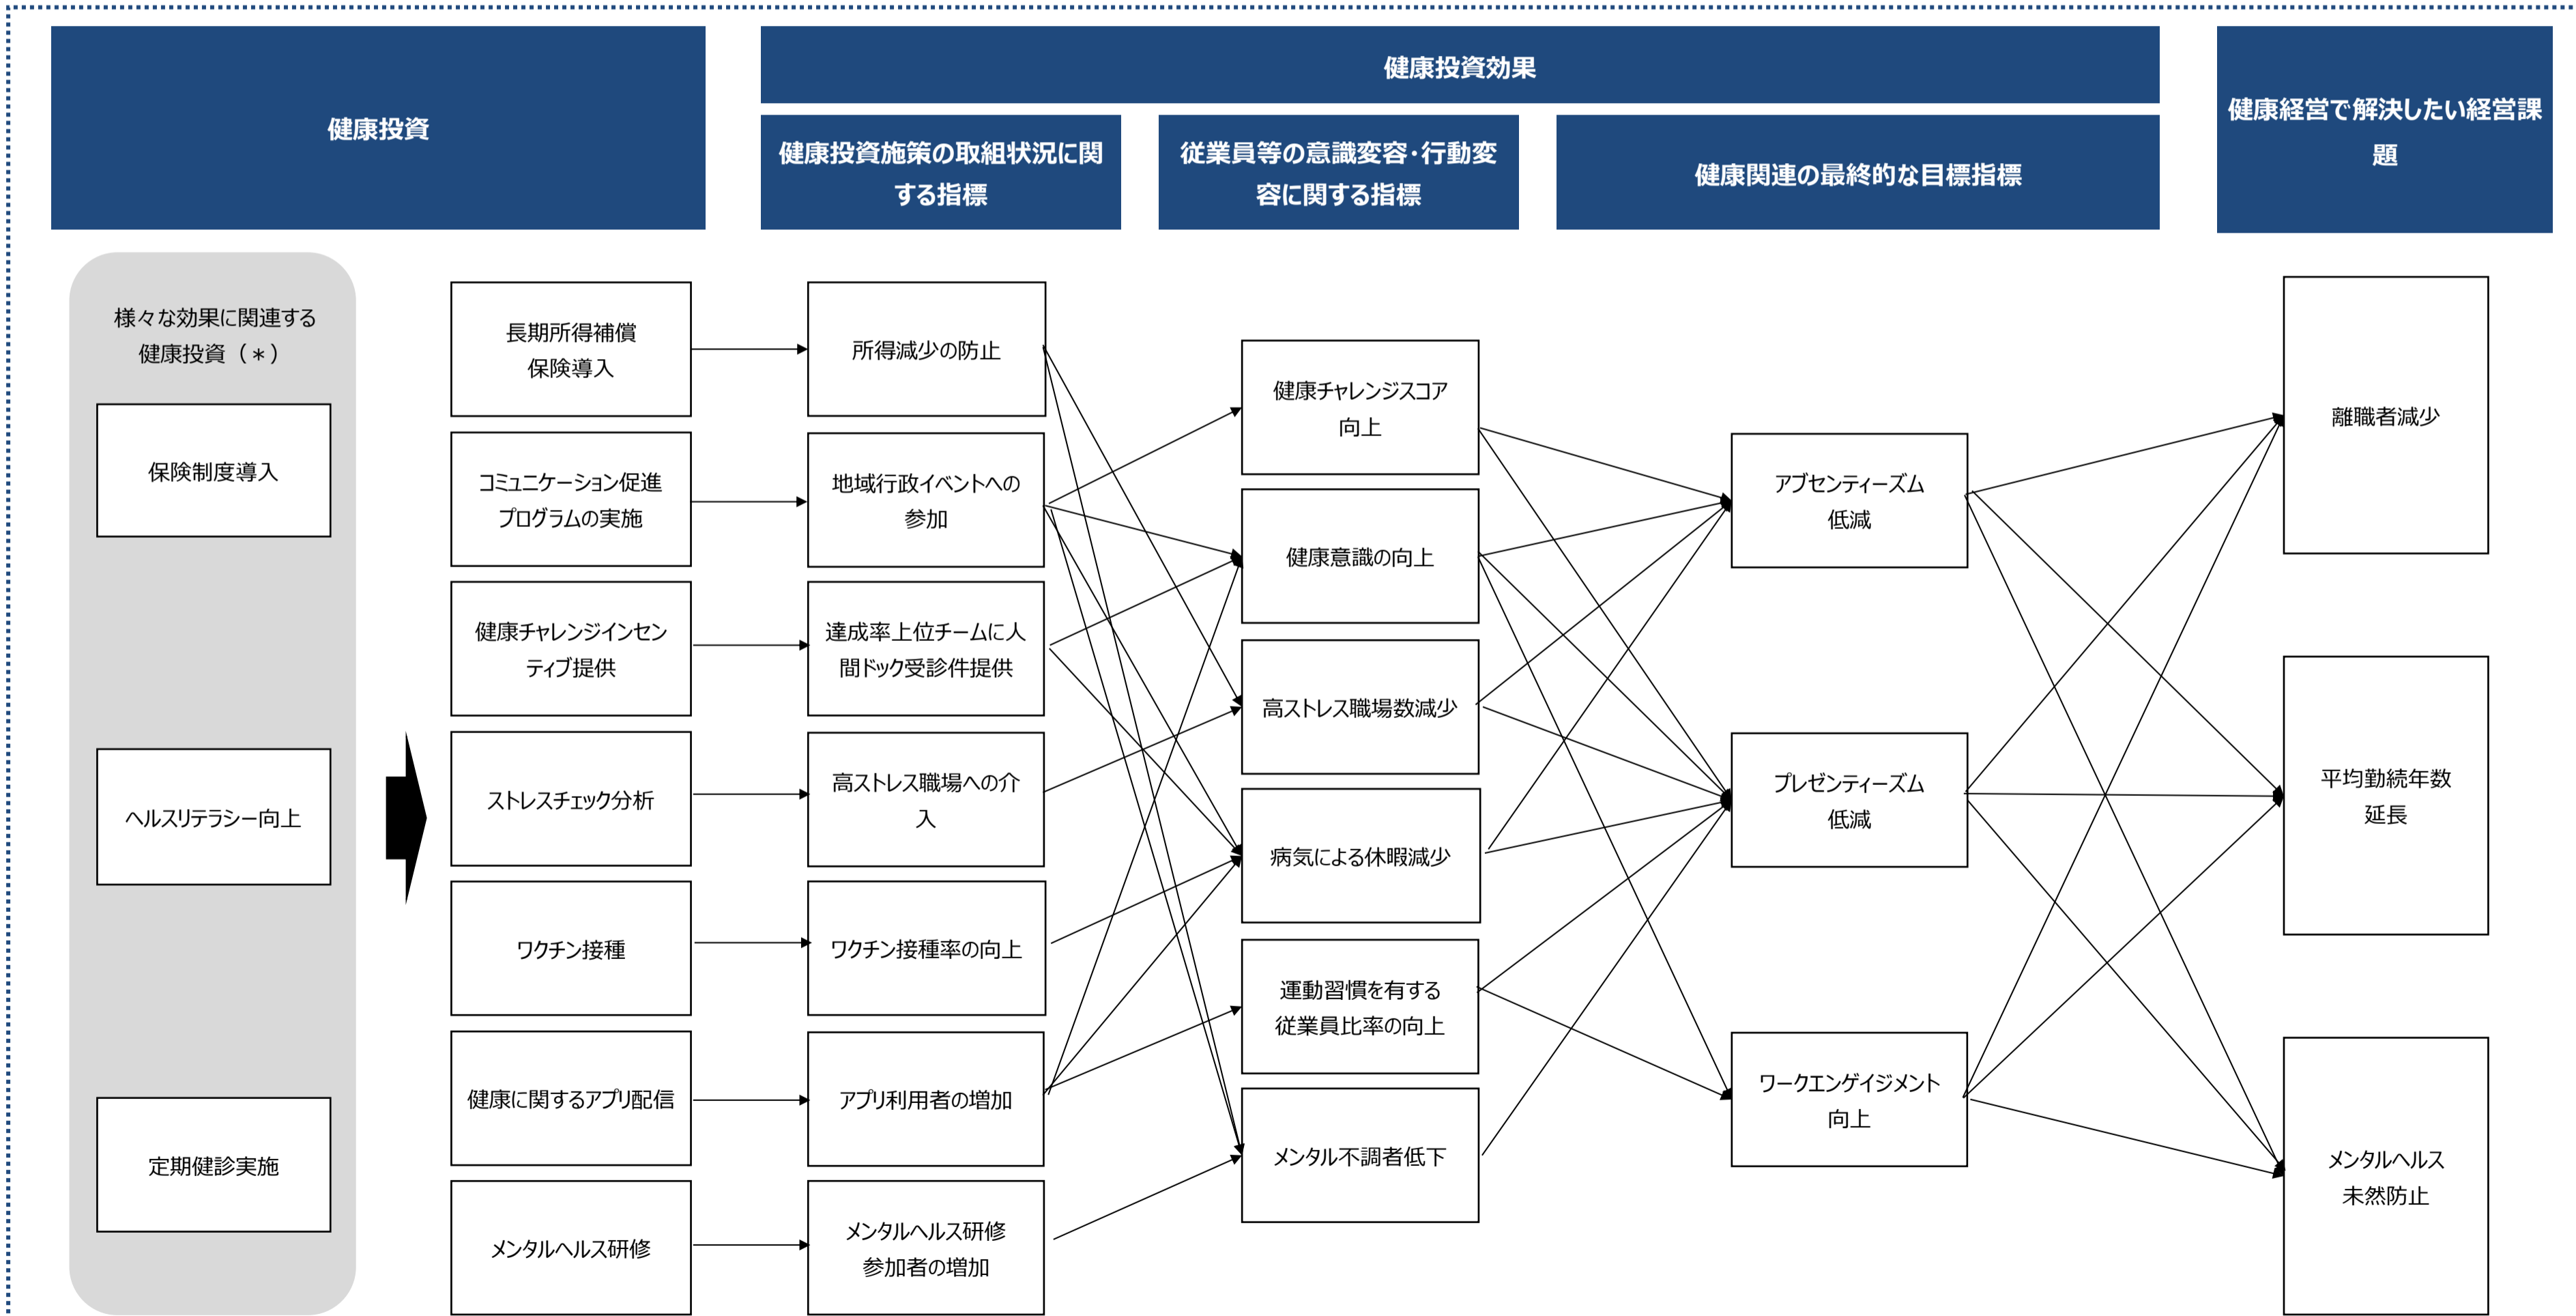 健康投資
健康投資効果
健康投資施策の取組状況に関
する指標
従業員等の意識変容・行動変
容に関する指標
健康関連の最終的な目標指標
健康経営で解決したい経営課
題
様々な効果に関連する
健康投資（＊）
保険制度導入
ヘルスリテラシー向上
定期健診実施
長期所得補償
保険導入
コミュニケーション促進
プログラムの実施
健康チャレンジインセン
ティブ提供
ストレスチェック分析
ワクチン接種
健康に関するアプリ配信
メンタルヘルス研修
所得減少の防止
地域行政イベントへの
参加
達成率上位チームに人
間ドック受診件提供
高ストレス職場への介
入
ワクチン接種率の向上
アプリ利用者の増加
メンタルヘルス研修
参加者の増加
健康チャレンジスコア
向上
健康意識の向上
高ストレス職場数減少
病気による休暇減少
運動習慣を有する
従業員比率の向上
メンタル不調者低下
アブセンティーズム
低減
プレゼンティーズム
低減
ワークエンゲイジメント
向上
離職者減少
平均勤続年数
延長
メンタルヘルス
未然防止